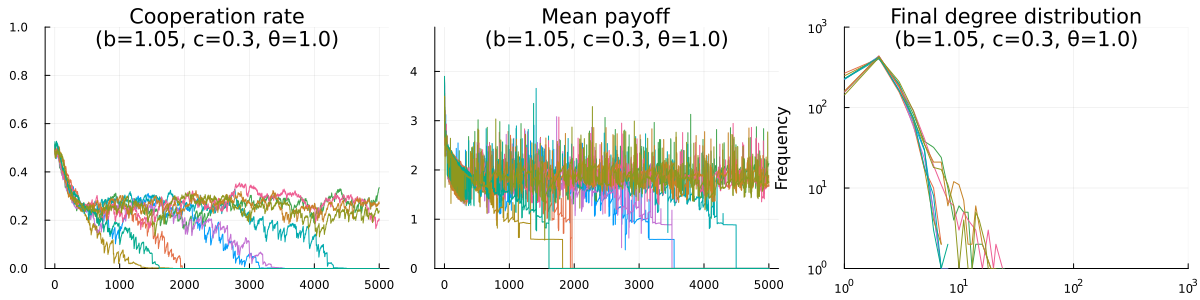 Cooperation rate
(b=1.05, c=0.3, θ=1.0)
1.0
0.8
0.6
0.4
0.2
0.0
0 1000 2000 3000 4000 5000
Mean payoff
(b=1.05, c=0.3, θ=1.0)
4
3
2
1
0
0 1000 2000 3000 4000 5000
Final degree distribution
(b=1.05, c=0.3, θ=1.0)
Frequency
10³
10²
10¹
10⁰
10⁰ 10¹ 10² 10³